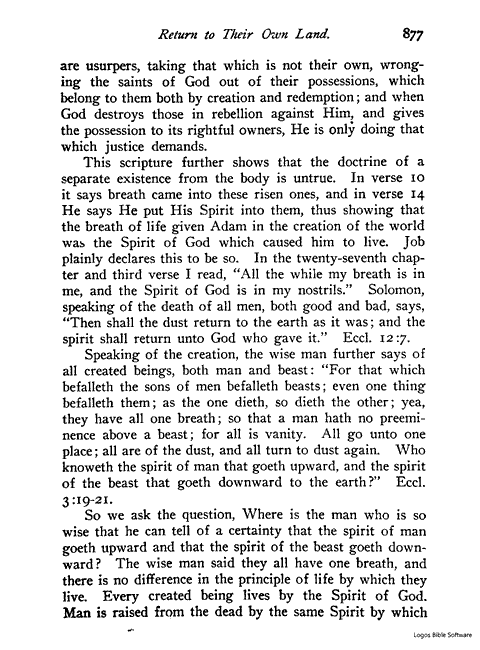 Return to Their Own Land. 877
are usurpers, taking that which is not their own, wrong-
ing the saints of God out of their possessions, which
belong to them both by creation and redemption; and when
God destroys those in rebellion against Him, and gives
the possession to its rightful owners, He is only doing that
which justice demands.
This scripture further shows that the doctrine of a
separate existence from the body is untrue. In verse 10
it says breath came into these risen ones, and in verse 14
He says He put His Spirit into them, thus showing that
the breath of life given Adam in the creation of the world
was the Spirit of God which caused him to live. Job
plainly declares this to be so. In the twenty-seventh chap-
ter and third verse I read, "All the while my breath is in
me, and the Spirit of God is in my nostrils." Solomon,
speaking of the death of all men, both good and bad, says,
"Then shall the dust return to the earth as it was; and the
spirit shall return unto God who gave it." Eccl. 12:7.
Speaking of the creation, the wise man further says of
all created beings, both man and beast: "For that which
befalleth the sons of men befalleth beasts; even one thing
befalleth them; as the one dieth, so dieth the other; yea,
they have all one breath; so that a man hath no preemi-
nence above a beast; for all is vanity. All go unto one
place; all are of the dust, and all turn to dust again. Who
knoweth the spirit of man that goeth upward, and the spirit
of the beast that goeth downward to the earth?" Eccl.
3:19-21.
So we ask the question, Where is the man who is so
wise that he can tell of a certainty that the spirit of man
goeth upward and that the spirit of the beast goeth down-
ward? The wise man said they all have one breath, and
there is no difference in the principle of life by which they
live. Every created being lives by the Spirit of God.
Man is raised from the dead by the same Spirit by which
Logos Bible Software